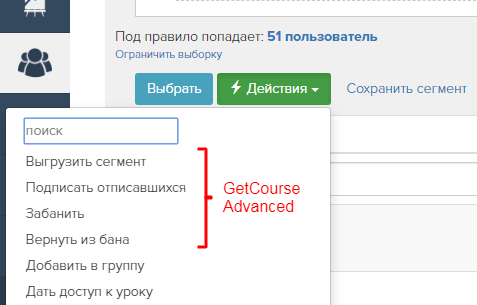 Под правило попадает: 51 пользователь
Ограничить выборку
Выбрать
Действия
Сохранить сегмент
поиск
Выгрузить сегмент
Подписать отписавшихся
Забанить
Вернуть из бана
GetCourse
Advanced
Добавить в группу
Дать доступ к уроку